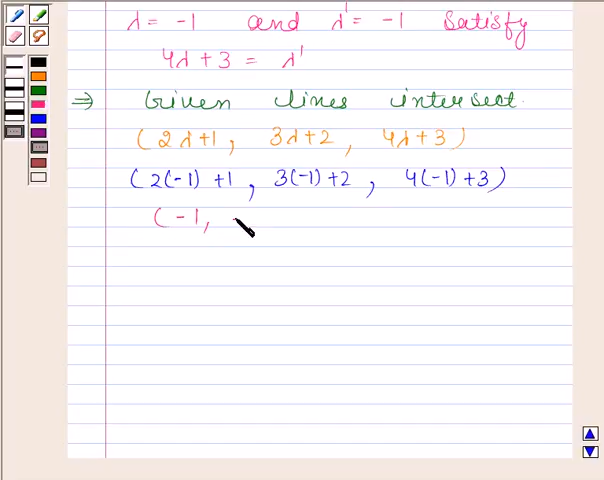 λ = -1 and λ' = -1 Satisfy
4λ + 3 = λ'
⇒ Given lines intersect.
(2λ+1, 3λ+2, 4λ+3)
(2(-1)+1, 3(-1)+2, 4(-1)+3)
(-1,